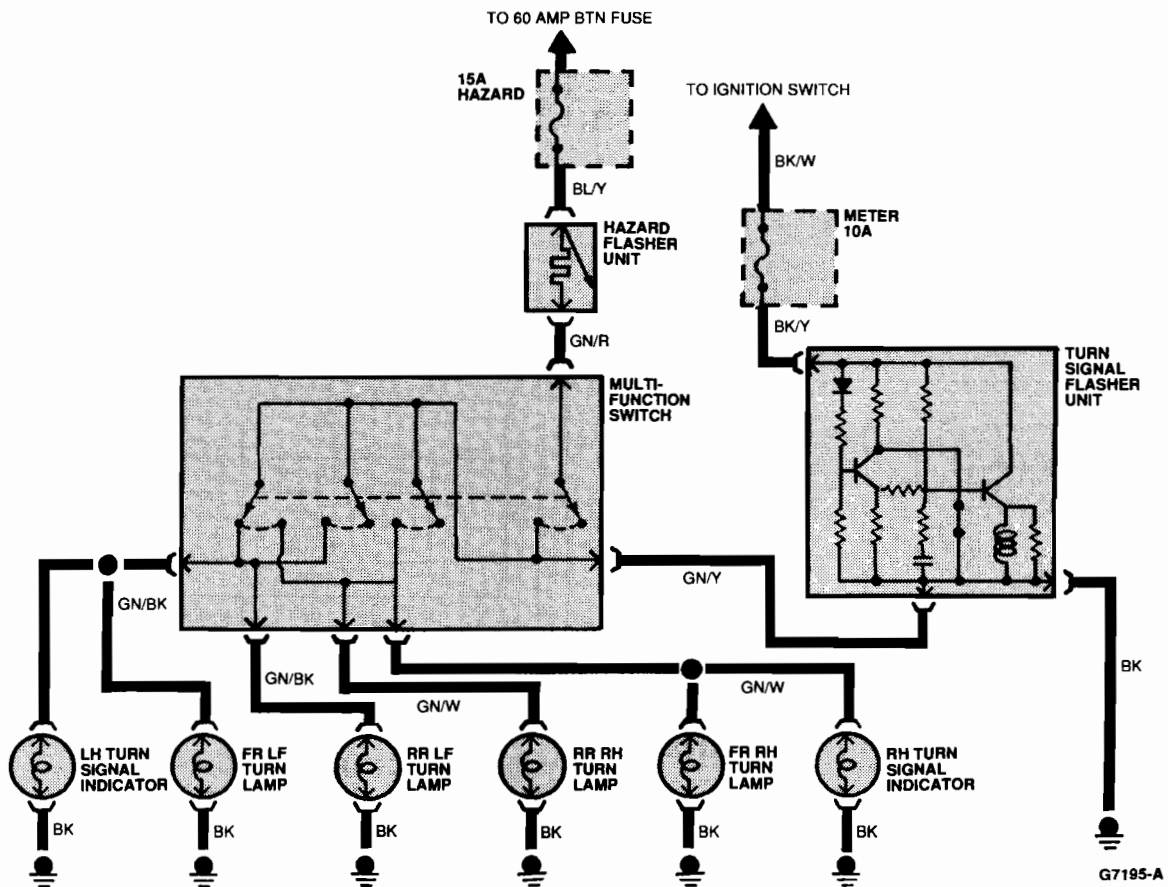 TO 60 AMP BTN FUSE
15A
HAZARD
TO IGNITION SWITCH
BK/W
BL/Y
METER
10A
HAZARD
FLASHER
UNIT
BK/Y
GN/R
TURN
SIGNAL
FLASHER
UNIT
MULTI-
FUNCTION
SWITCH
GN/Y
GN/BK
BK
GN/BK
GN/W
GN/W
LH TURN
SIGNAL
INDICATOR
FR LF
TURN
LAMP
RR LF
TURN
LAMP
RR RH
TURN
LAMP
FR RH
TURN
LAMP
RH TURN
SIGNAL
INDICATOR
BK
BK
BK
BK
BK
BK
G7195-A